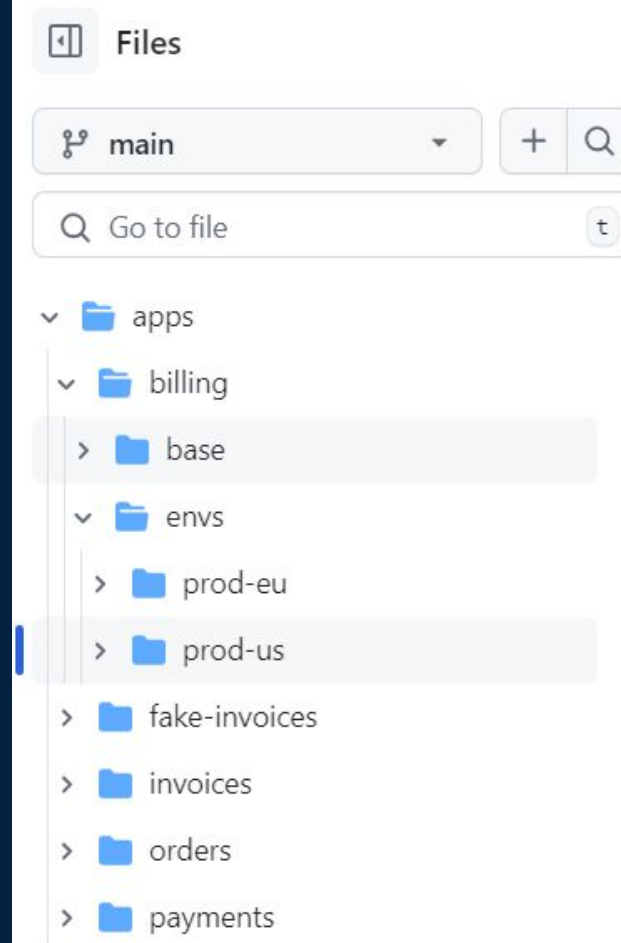 Files
main
Go to file
t
apps
billing
base
envs
prod-eu
prod-us
fake-invoices
invoices
orders
payments